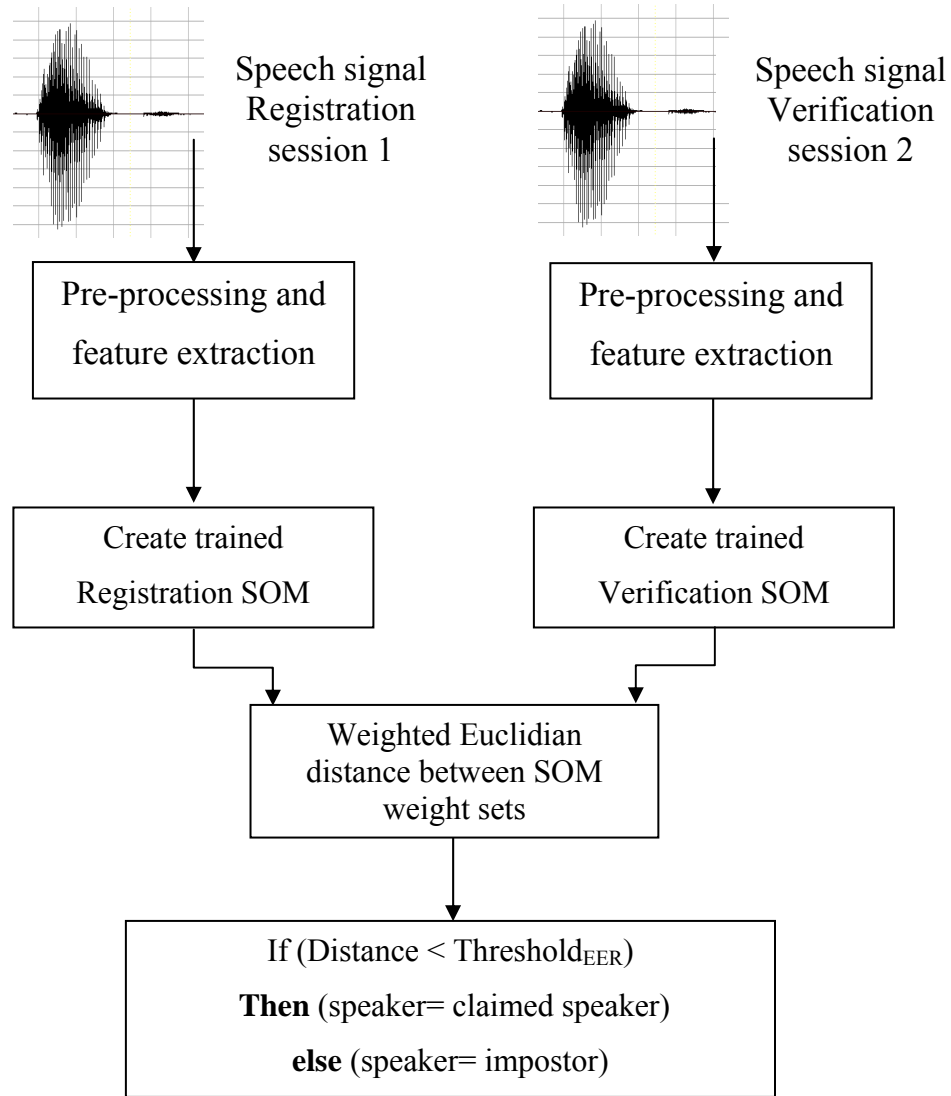 Speech signal
Registration
session 1
Speech signal
Verification
session 2
Pre-processing and
feature extraction
Pre-processing and
feature extraction
Create trained
Registration SOM
Create trained
Verification SOM
Weighted Euclidian
distance between SOM
weight sets
If (Distance < ThresholdEER)
Then (speaker= claimed speaker)
else (speaker= impostor)